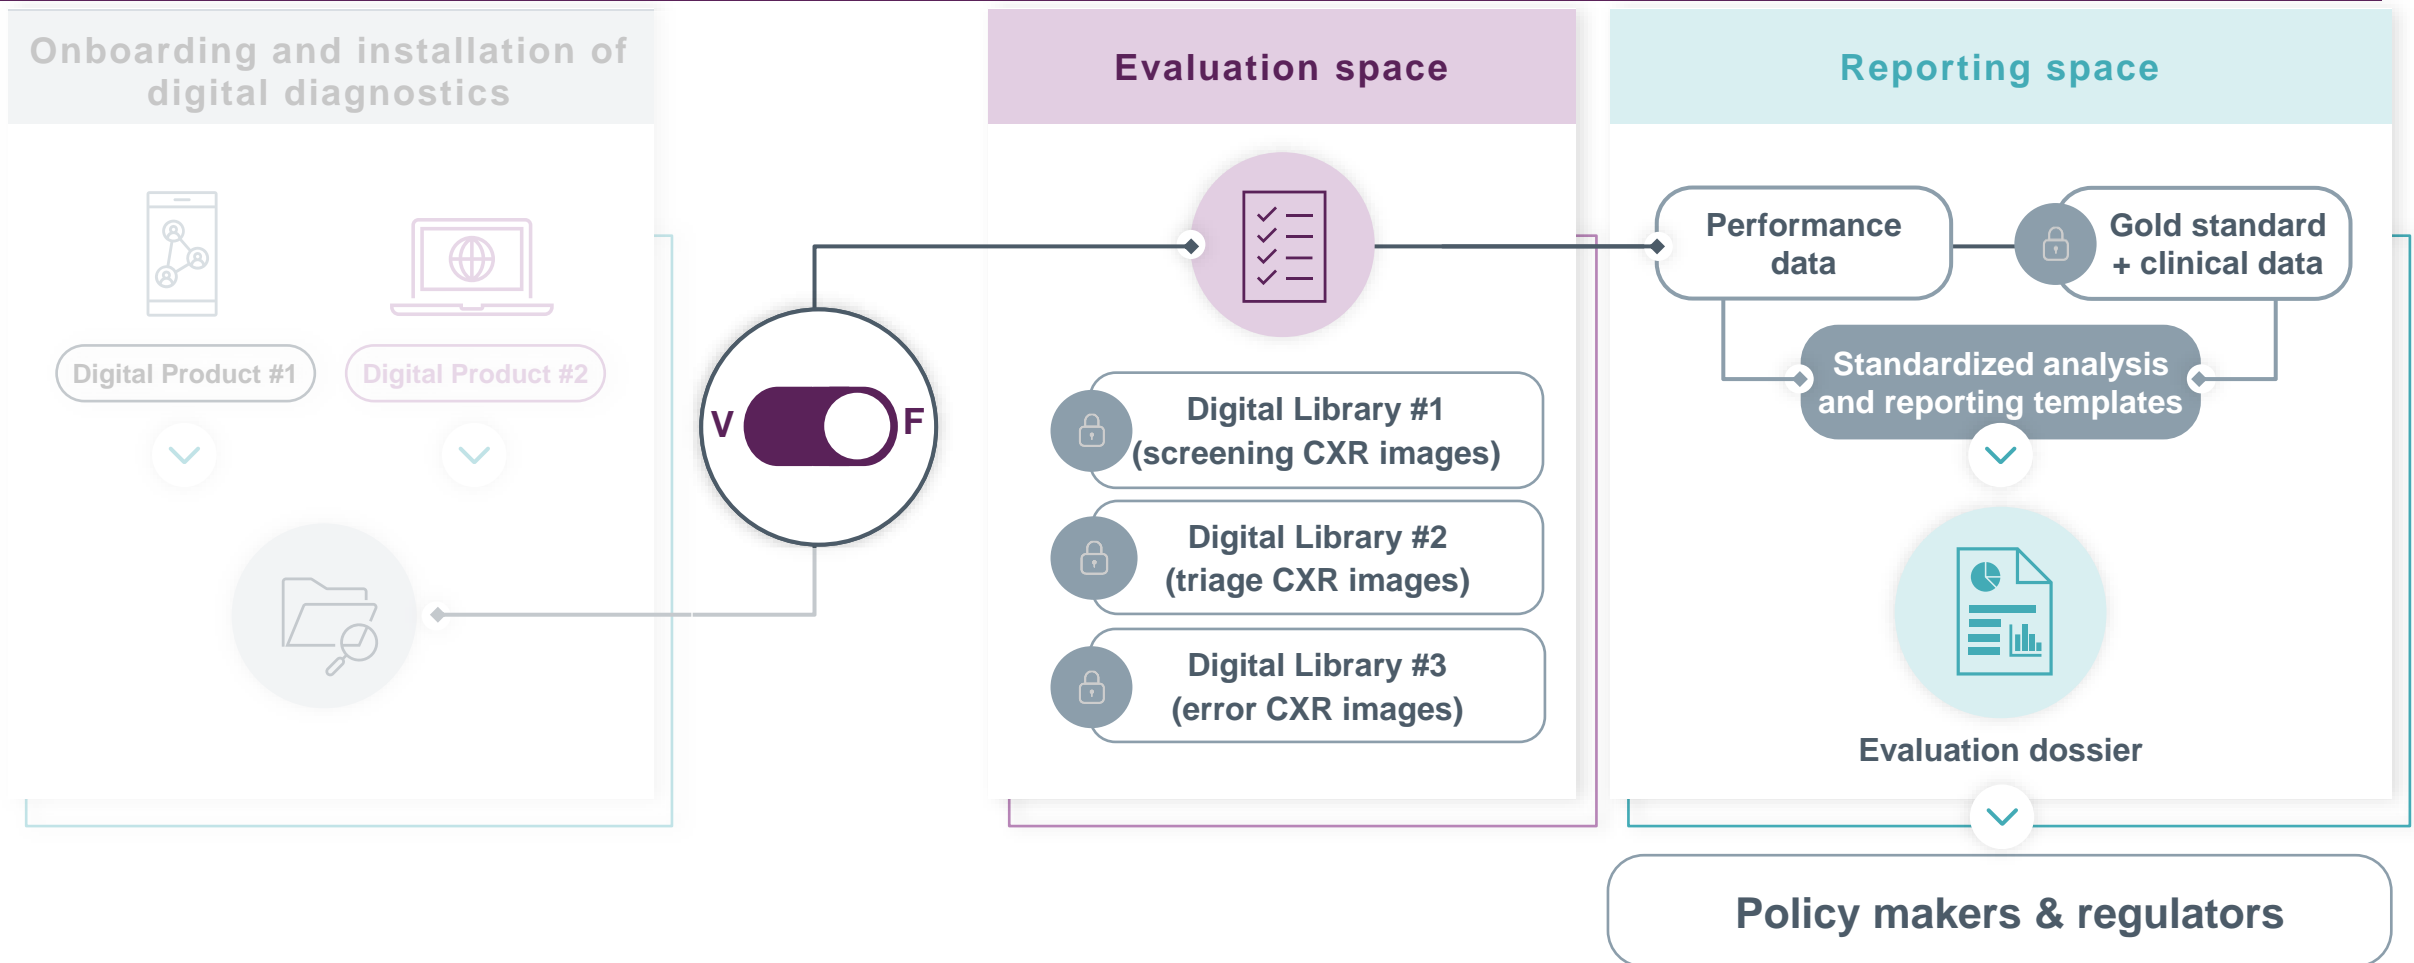 Onboarding and installation of
digital diagnostics
Digital Product #1
Digital Product #2
V
F
Evaluation space
Digital Library #1
(screening CXR images)
Digital Library #2
(triage CXR images)
Digital Library #3
(error CXR images)
Reporting space
Performance
data
Gold standard
+ clinical data
Standardized analysis
and reporting templates
Evaluation dossier
Policy makers & regulators